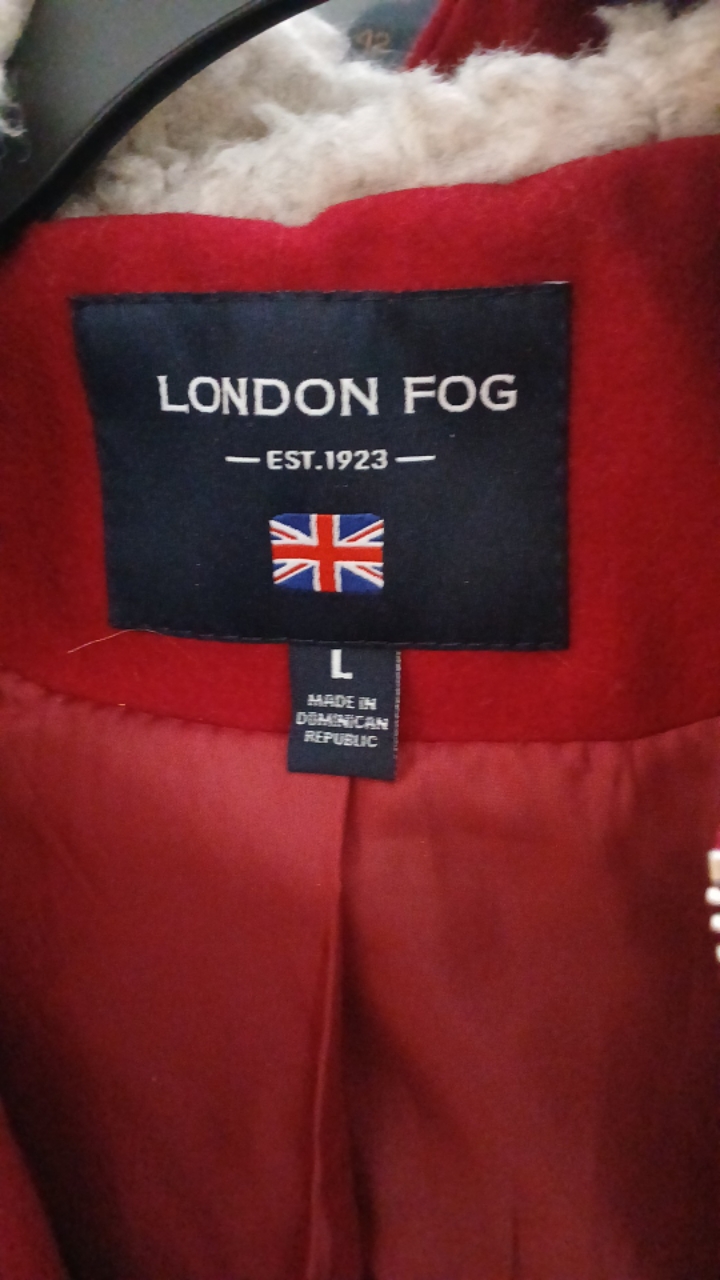 LONDON FOG
EST.1923
L
MADE IN
DOMINICAN
REPUBLIC